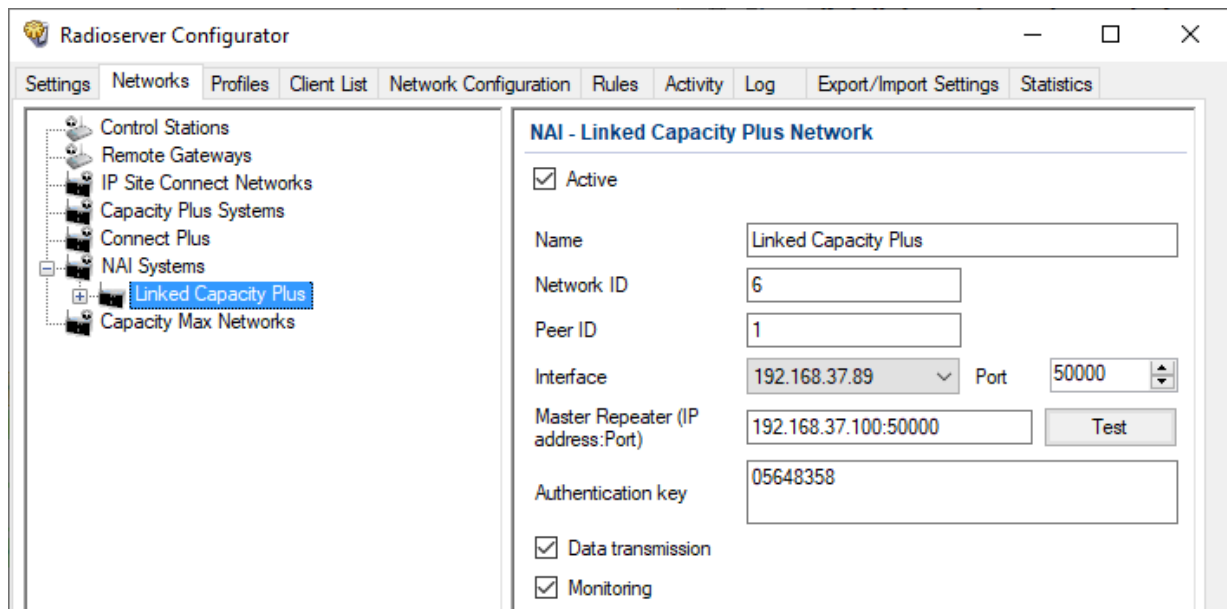 Radioserver Configurator
Settings Networks Profiles Client List Network Configuration Rules Activity Log Export/Import Settings Statistics
Control Stations
Remote Gateways
IP Site Connect Networks
Capacity Plus Systems
Connect Plus
NAI Systems
Linked Capacity Plus
Capacity Max Networks
NAI - Linked Capacity Plus Network
Active
Name Linked Capacity Plus
Network ID 6
Peer ID 1
Interface 192.168.37.89 Port 50000
Master Repeater (IP
address:Port) 192.168.37.100:50000 Test
Authentication key 05648358
Data transmission
Monitoring